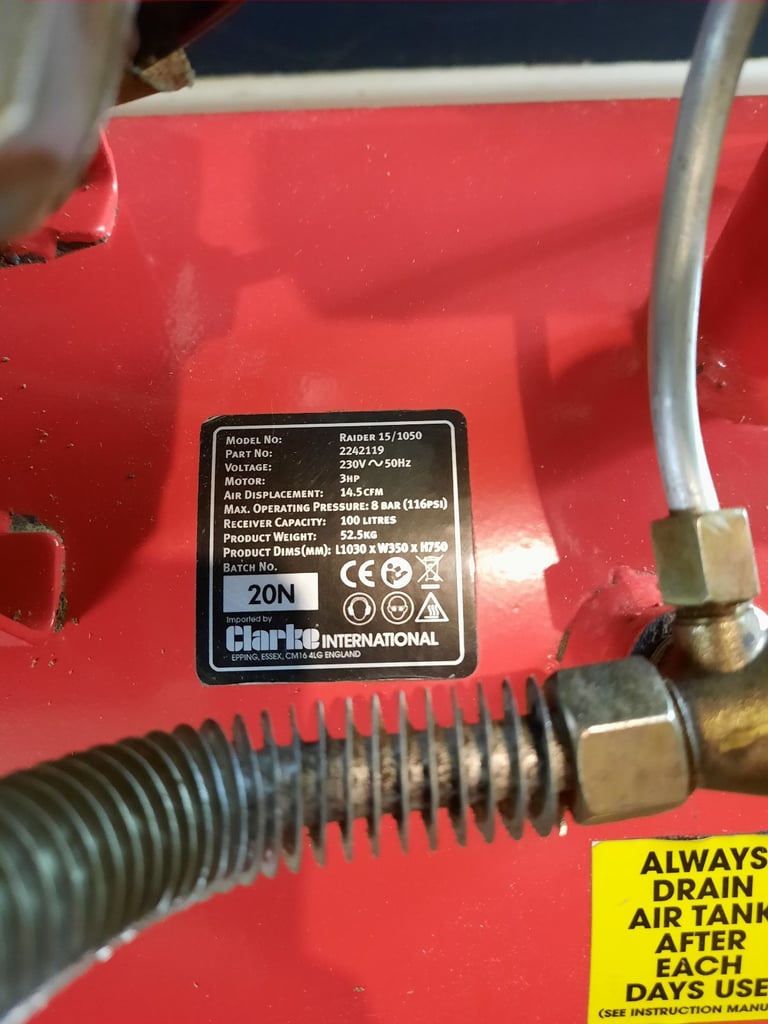 MODEL NO: RAIDER 15/1050
PART NO: 2242119
VOLTAGE: 230V ~ 50HZ
MOTOR: 3HP
AIR DISPLACEMENT: 14.5CFM
MAX. OPERATING PRESSURE: 8 BAR (116PSI)
RECEIVER CAPACITY: 100 LITRES
PRODUCT WEIGHT: 52.5KG
PRODUCT DIMS(MM): L1030 x W350 x H750
BATCH NO.
20N
CE
Imported by
Clarke INTERNATIONAL
EPPING, ESSEX, CM16 4LG ENGLAND
ALWAYS
DRAIN
AIR TANK
AFTER
EACH
DAYS USE
(SEE INSTRUCTION MANU